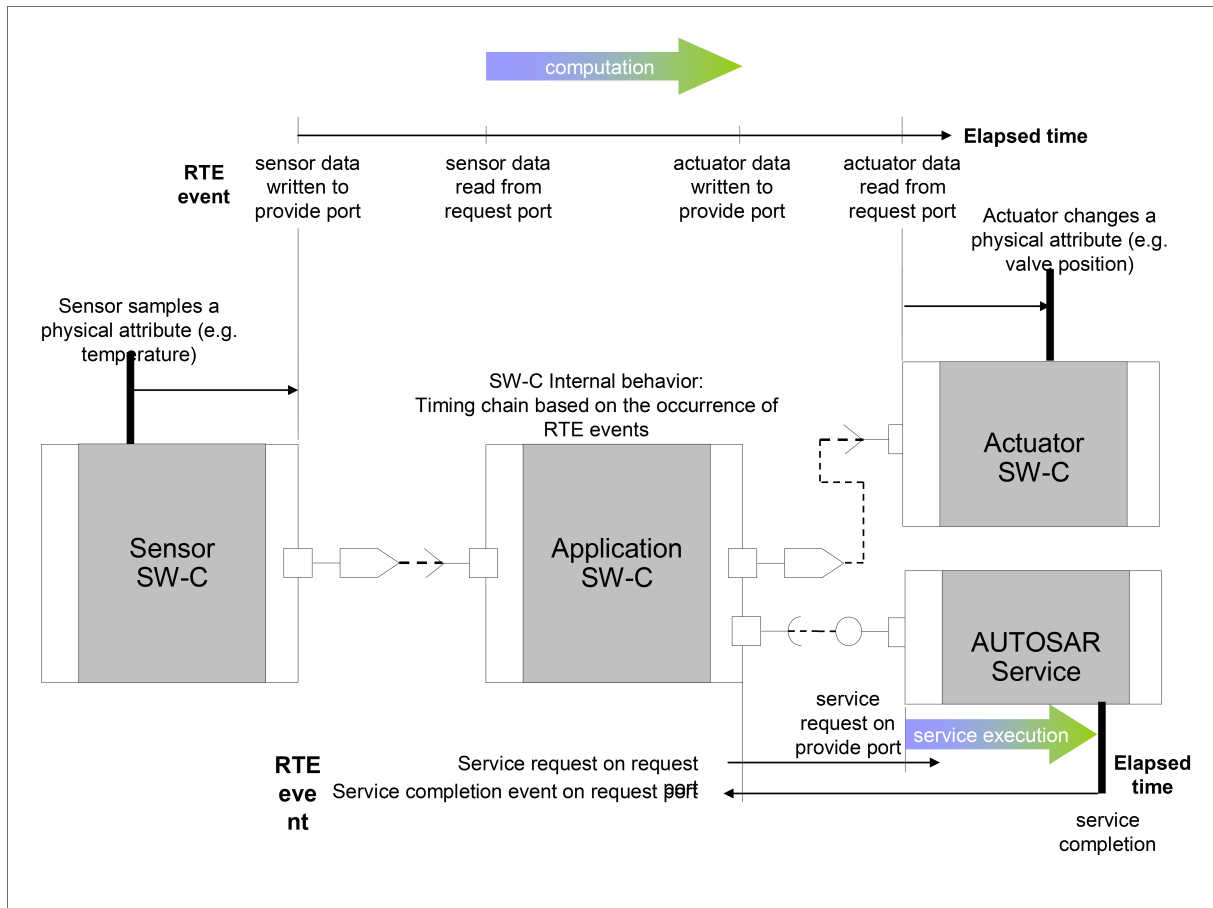 computation
Elapsed time
RTE
event
sensor data
written to
provide port
sensor data
read from
request port
actuator data
written to
provide port
actuator data
read from
request port
Actuator changes a
physical attribute (e.g.
valve position)
Sensor samples a
physical attribute (e.g.
temperature)
SW-C Internal behavior:
Timing chain based on the occurrence of
RTE events
Actuator
SW-C
Sensor
SW-C
Application
SW-C
AUTOSAR
Service
service
request on
provide port
service execution
RTE
eve
nt
Service request on request
port
Service completion event on request port
Elapsed
time
service
completion